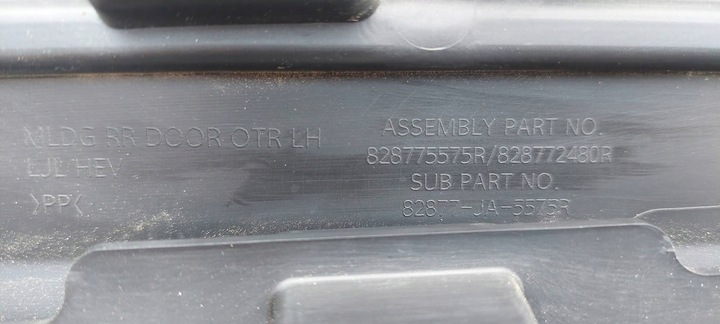 MLDG RR DOOR OTR LH
LJL HEV
>PP<
ASSEMBLY PART NO.
828775575R/828772480R
SUB PART NO.
82877-JA-5575R